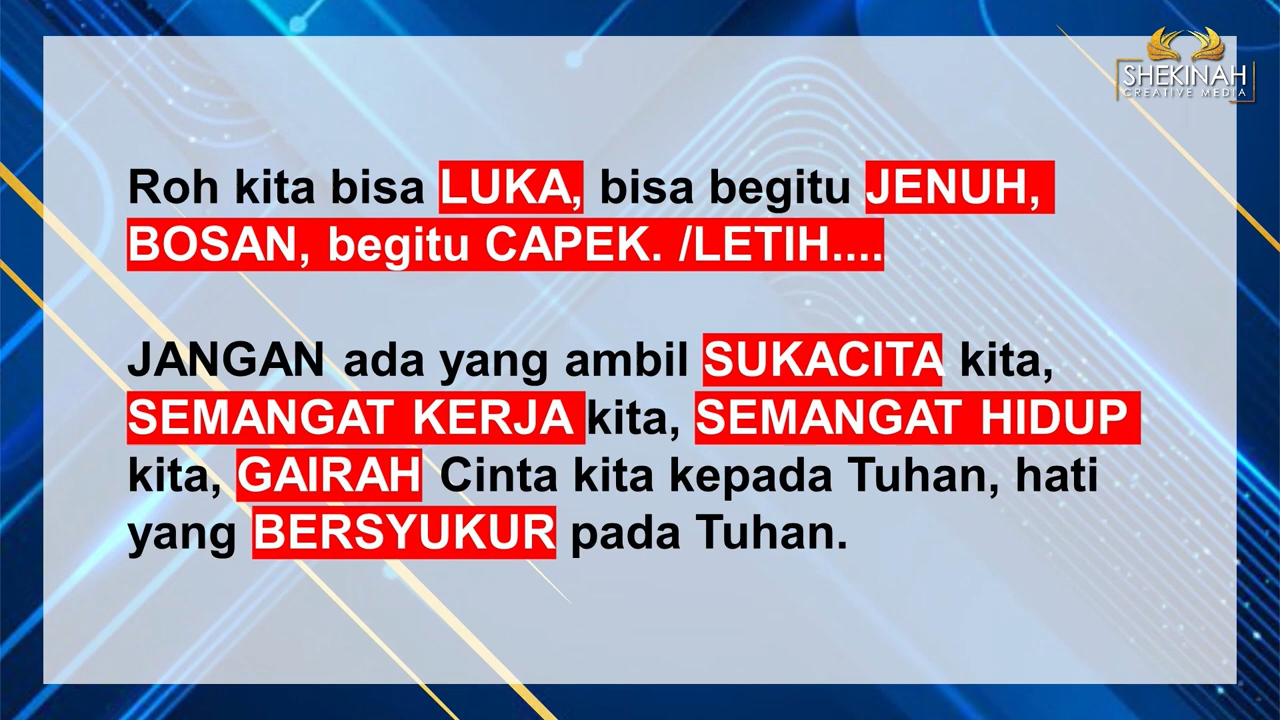 SHEKINAH
CREATIVE MEDIA
Roh kita bisa LUKA, bisa begitu JENUH,
BOSAN, begitu CAPEK. /LETIH....
JANGAN ada yang ambil SUKACITA kita,
SEMANGAT KERJA kita, SEMANGAT HIDUP
kita, GAIRAH Cinta kita kepada Tuhan, hati
yang BERSYUKUR pada Tuhan.